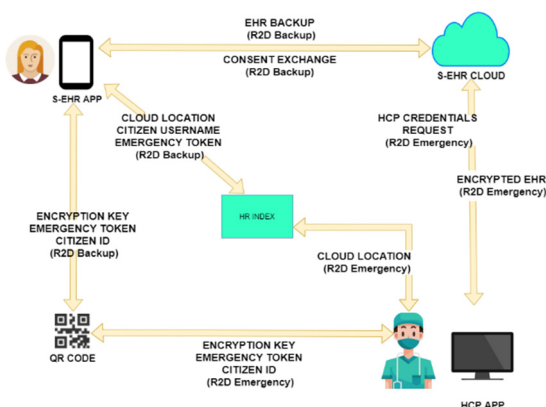 EHR BACKUP
(R2D Backup)
CONSENT EXCHANGE
(R2D Backup)
S-EHR CLOUD
S-EHR APP
CLOUD LOCATION
CITIZEN USERNAME
EMERGENCY TOKEN
(R2D Backup)
HCP CREDENTIALS
REQUEST
(R2D Emergency)
ENCRYPTED EHR
(R2D Emergency)
HR INDEX
ENCRYPTION KEY
EMERGENCY TOKEN
CITIZEN ID
(R2D Backup)
CLOUD LOCATION
(R2D Emergency)
QR CODE
ENCRYPTION KEY
EMERGENCY TOKEN
CITIZEN ID
(R2D Emergency)
HCP APP